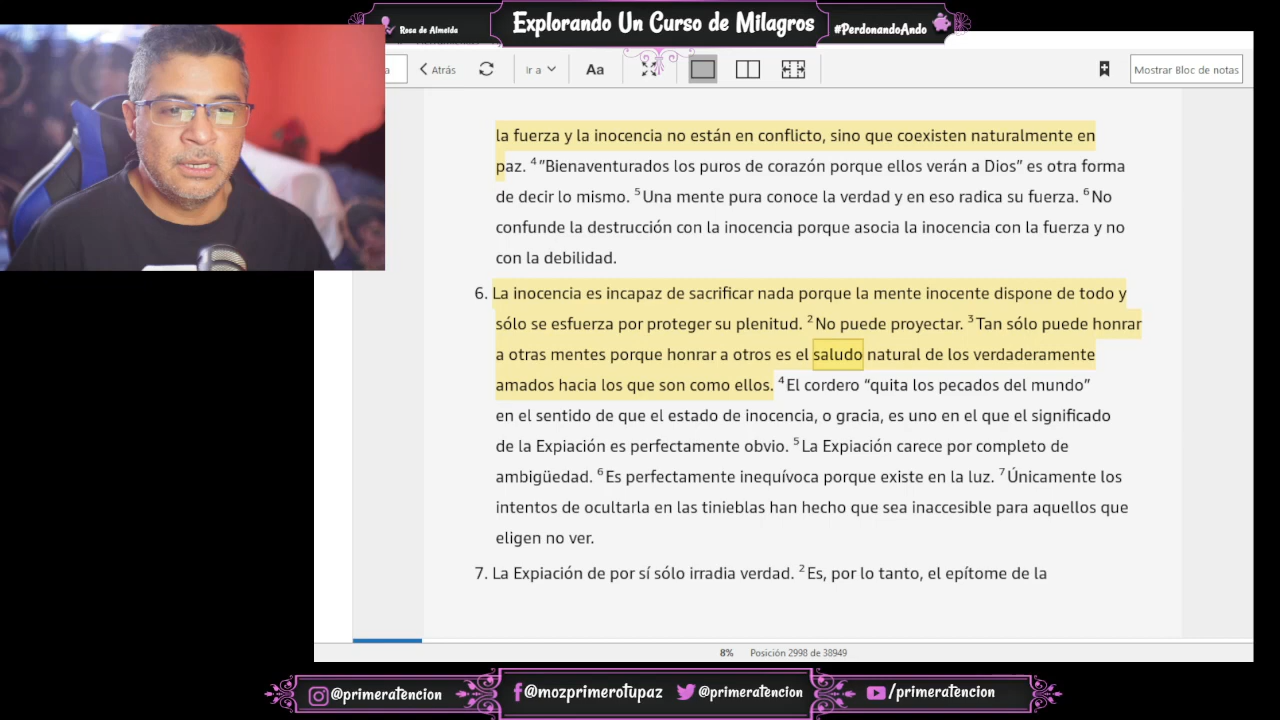 Rosa de Almeida
Explorando Un Curso de Milagros
#PerdonandoAndo
a
Atrás
Ir a
Aa
Mostrar Bloc de notas
la fuerza y la inocencia no están en conflicto, sino que coexisten naturalmente en
paz. ⁴ "Bienaventurados los puros de corazón porque ellos verán a Dios” es otra forma
de decir lo mismo. ⁵ Una mente pura conoce la verdad y en eso radica su fuerza. ⁶ No
confunde la destrucción con la inocencia porque asocia la inocencia con la fuerza y no
con la debilidad.
6. La inocencia es incapaz de sacrificar nada porque la mente inocente dispone de todo y
sólo se esfuerza por proteger su plenitud. ² No puede proyectar. ³ Tan sólo puede honrar
a otras mentes porque honrar a otros es el saludo natural de los verdaderamente
amados hacia los que son como ellos. ⁴ El cordero “quita los pecados del mundo”
en el sentido de que el estado de inocencia, o gracia, es uno en el que el significado
de la Expiación es perfectamente obvio. ⁵ La Expiación carece por completo de
ambigüedad. ⁶ Es perfectamente inequívoca porque existe en la luz. ⁷ Únicamente los
intentos de ocultarla en las tinieblas han hecho que sea inaccesible para aquellos que
eligen no ver.
7. La Expiación de por sí sólo irradia verdad. ² Es, por lo tanto, el epítome de la
8% Posición 2998 de 38949
@primeratencion
@mozprimerotupaz
@primeratencion
/primeratencion